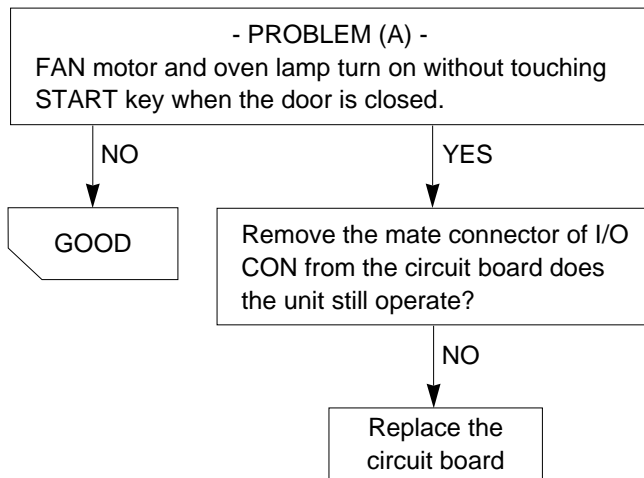 - PROBLEM (A) -
FAN motor and oven lamp turn on without touching
START key when the door is closed.
NO
YES
GOOD
Remove the mate connector of I/O
CON from the circuit board does
the unit still operate?
NO
Replace the
circuit board